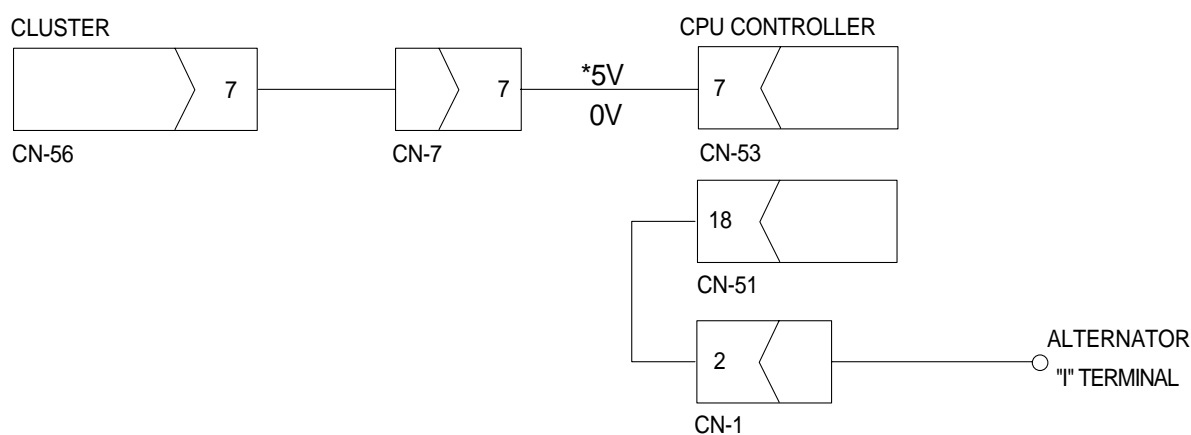 CLUSTER
CPU CONTROLLER
7
7
*5V
0V
7
CN-56
CN-7
CN-53
18
CN-51
2
CN-1
ALTERNATOR
"I" TERMINAL